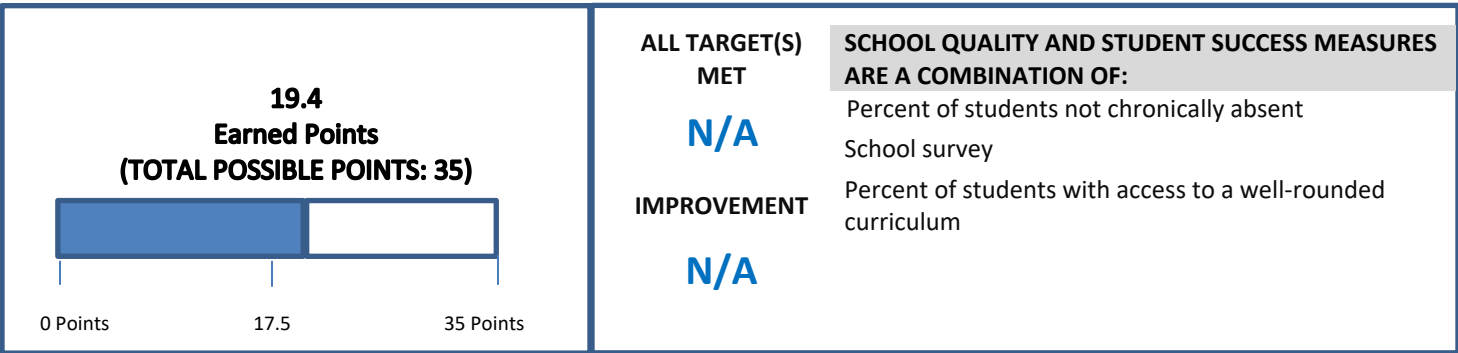 19.4
Earned Points
(TOTAL POSSIBLE POINTS: 35)
0 Points
17.5
35 Points
ALL TARGET(S)
MET
N/A
IMPROVEMENT
N/A
SCHOOL QUALITY AND STUDENT SUCCESS MEASURES
ARE A COMBINATION OF:
Percent of students not chronically absent
School survey
Percent of students with access to a well-rounded
curriculum